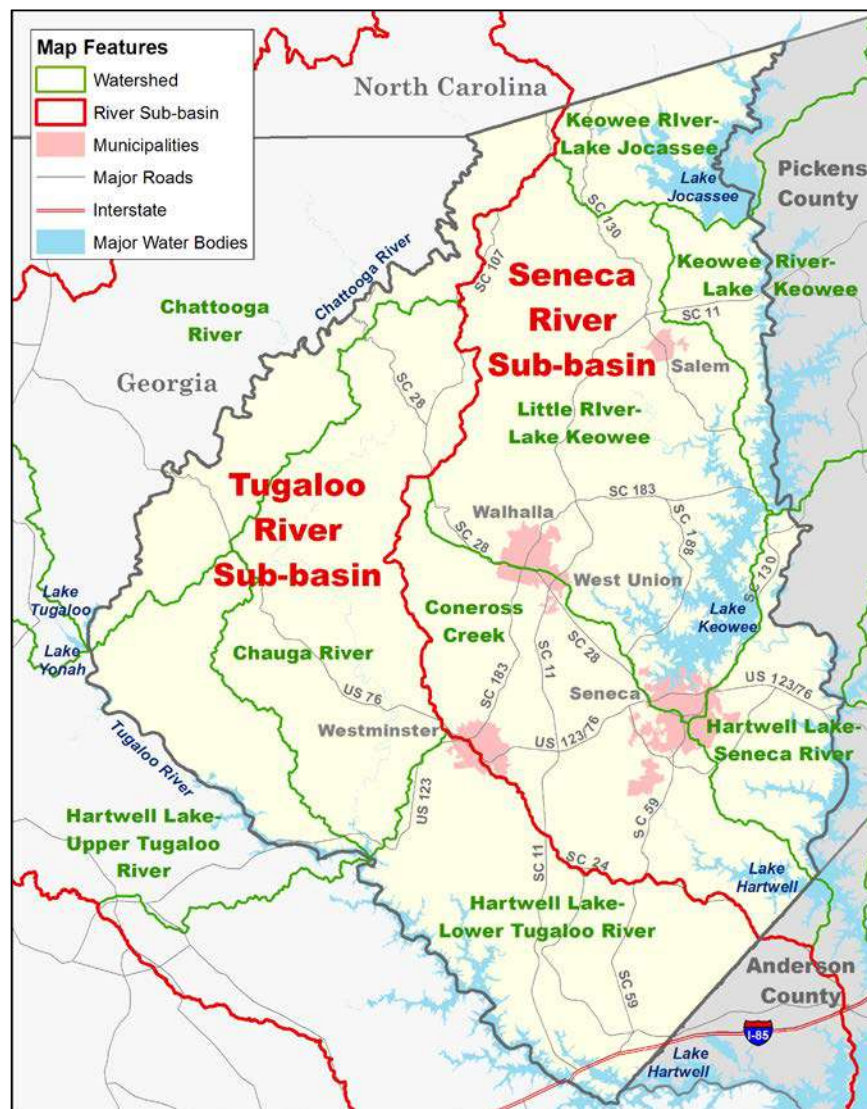 Map Features
Watershed
River Sub-basin
Municipalities
Major Roads
Interstate
Major Water Bodies
North Carolina
Keowee RIver-
Lake Jocassee
Lake
Jocassee
Pickens
County
SC 130
SC 107
Chattooga River
Keowee River-
Lake Keowee
Seneca
River
Sub-basin
SC 11
Salem
Chattooga
River
Georgia
SC 28
Little RIver-
Lake Keowee
Tugaloo
River
Sub-basin
SC 183
Walhalla
SC 28
SC 188
SC 130
West Union
Lake
Tugaloo
Lake
Yonah
Coneross
Creek
Lake
Keowee
Chauga River
SC 28
SC 183
SC 11
Seneca
US 123/76
US 76
Westminster
US 123/76
Hartwell Lake-
Seneca River
Tugaloo River
US 123
SC 59
Hartwell Lake-
Upper Tugaloo
River
SC 11
SC 24
Lake
Hartwell
Hartwell Lake-
Lower Tugaloo River
SC 59
Anderson
County
I-85
Lake
Hartwell